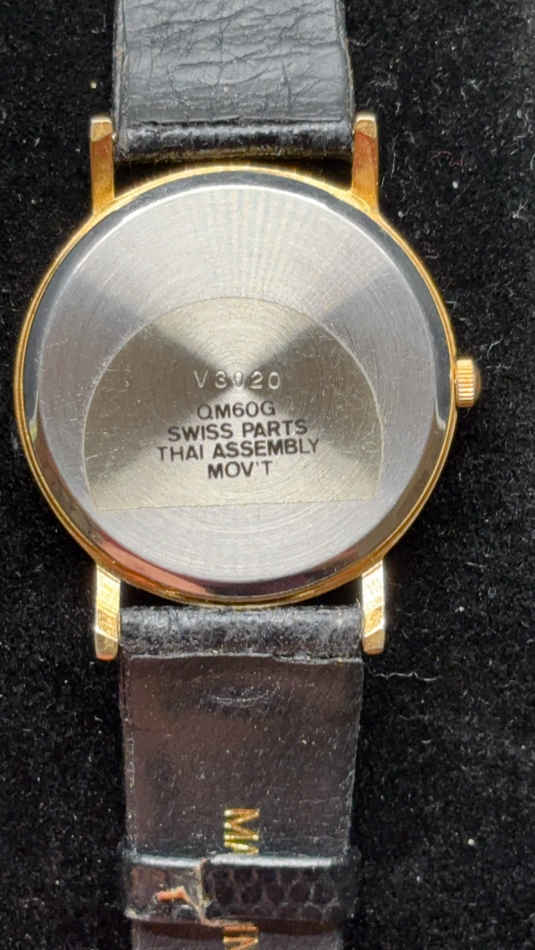 V3020
QM60G
SWISS PARTS
THAI ASSEMBLY
MOV'T